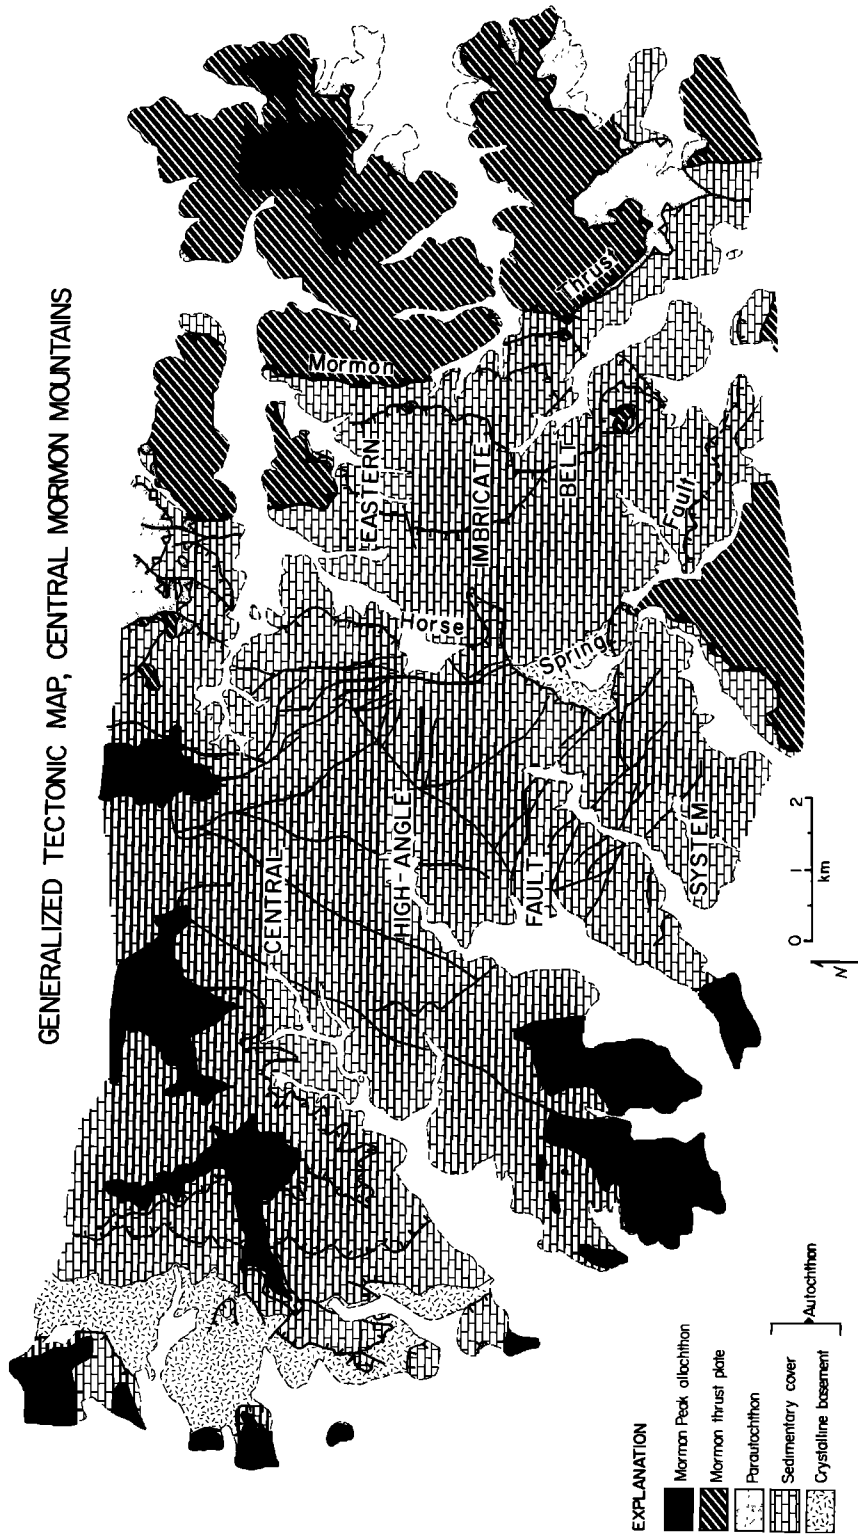 GENERALIZED TECTONIC MAP, CENTRAL MORMON MOUNTAINS
Mormon
Thrust
EASTERN
IMBRICATE
BELT
Horse
Spring
Fault
CENTRAL
HIGH-ANGLE
FAULT
SYSTEM
0 1 2
km
N
EXPLANATION
Mormon Peak allochthon
Mormon thrust plate
Parautochthon
Sedimentary cover
Crystalline basement
Autochthon